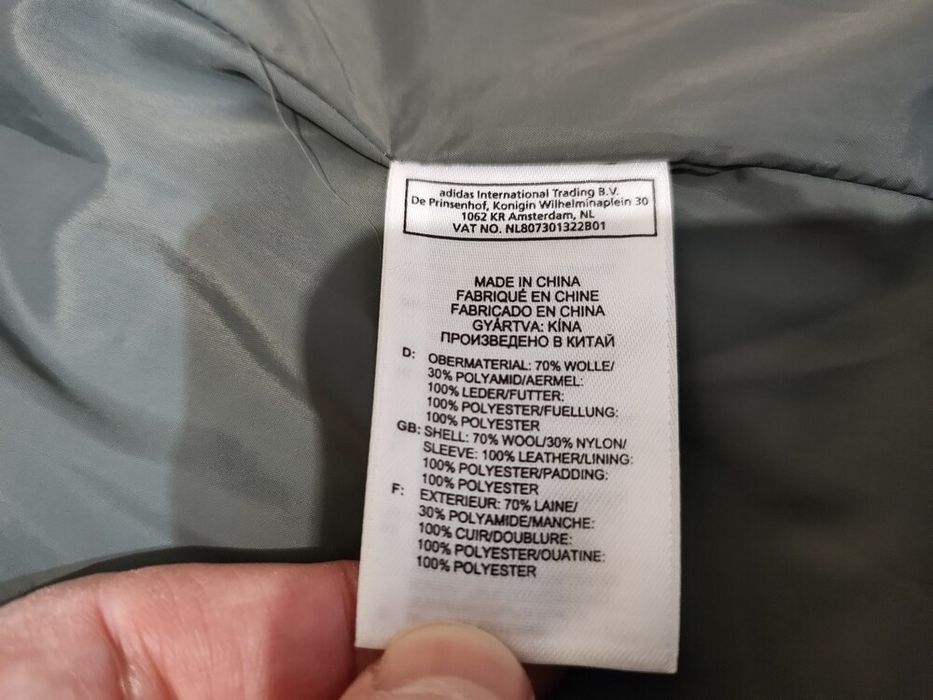 adidas International Trading B.V.
De Prinsenhof, Konigin Wilhelminaplein 30
1062 KR Amsterdam, NL
VAT NO. NL807301322B01
MADE IN CHINA
FABRIQUÉ EN CHINE
FABRICADO EN CHINA
GYÁRTVA: KÍNA
ПРОИЗВЕДЕНО В КИТАЙ
D: OBERMATERIAL: 70% WOLLE/
30% POLYAMID/AERMEL:
100% LEDER/FUTTER:
100% POLYESTER/FUELLUNG:
100% POLYESTER
GB: SHELL: 70% WOOL/30% NYLON/
SLEEVE: 100% LEATHER/LINING:
100% POLYESTER/PADDING:
100% POLYESTER
F: EXTERIEUR: 70% LAINE/
30% POLYAMIDE/MANCHE:
100% CUIR/DOUBLURE:
100% POLYESTER/OUATINE:
100% POLYESTER